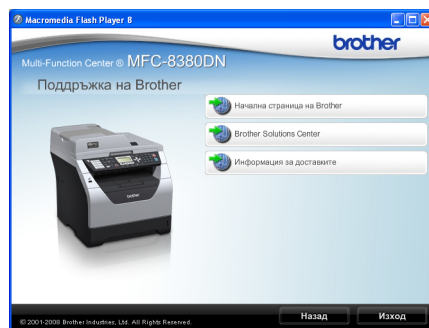 Macromedia Flash Player 8
brother
Multi-Function Center ® MFC-8380DN
Поддръжка на Brother
Начална страница на Brother
Brother Solutions Center
Информация за доставките
brother
© 2001-2008 Brother Industries, Ltd. All Rights Reserved.
Назад
Изход